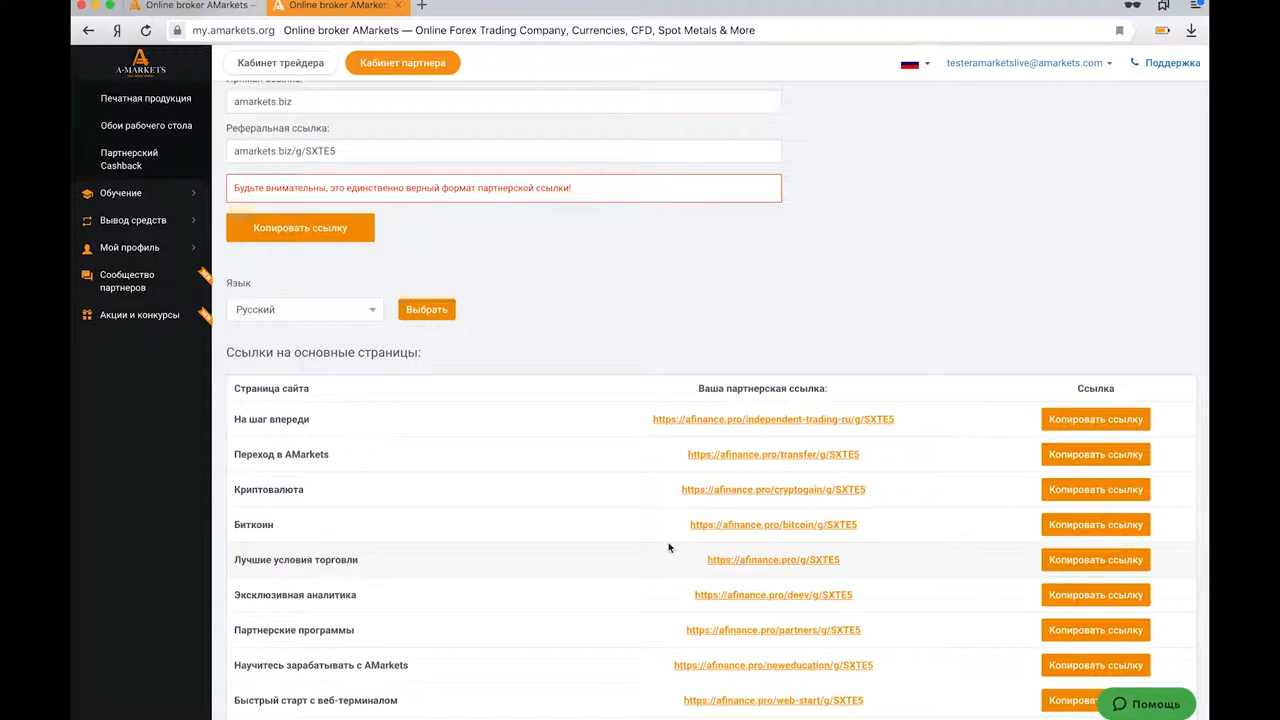 Online broker AMarkets –
Online broker AMarkets:
my.amarkets.org Online broker AMarkets — Online Forex Trading Company, Currencies, CFD, Spot Metals & More
A-MARKETS
Кабинет трейдера
Кабинет партнера
testeramarketslive@amarkets.com
Поддержка
Печатная продукция
Обои рабочего стола
Партнерский
Cashback
Обучение
Вывод средств
Мой профиль
Сообщество
партнеров
Акции и конкурсы
amarkets.biz
Реферальная ссылка:
amarkets.biz/g/SXTE5
Будьте внимательны, это единственно верный формат партнерской ссылки!
Копировать ссылку
Язык
Русский
Выбрать
Ссылки на основные страницы:
Страница сайта Ваша партнерская ссылка: Ссылка
На шаг впереди https://afinance.pro/independent-trading-ru/g/SXTE5 Копировать ссылку
Переход в AMarkets https://afinance.pro/transfer/g/SXTE5 Копировать ссылку
Криптовалюта https://afinance.pro/cryptogain/g/SXTE5 Копировать ссылку
Биткоин https://afinance.pro/bitcoin/g/SXTE5 Копировать ссылку
Лучшие условия торговли https://afinance.pro/g/SXTE5 Копировать ссылку
Эксклюзивная аналитика https://afinance.pro/deev/g/SXTE5 Копировать ссылку
Партнерские программы https://afinance.pro/partners/g/SXTE5 Копировать ссылку
Научитесь зарабатывать с AMarkets https://afinance.pro/neweducation/g/SXTE5 Копировать ссылку
Быстрый старт с веб-терминалом https://afinance.pro/web-start/g/SXTE5
Помощь